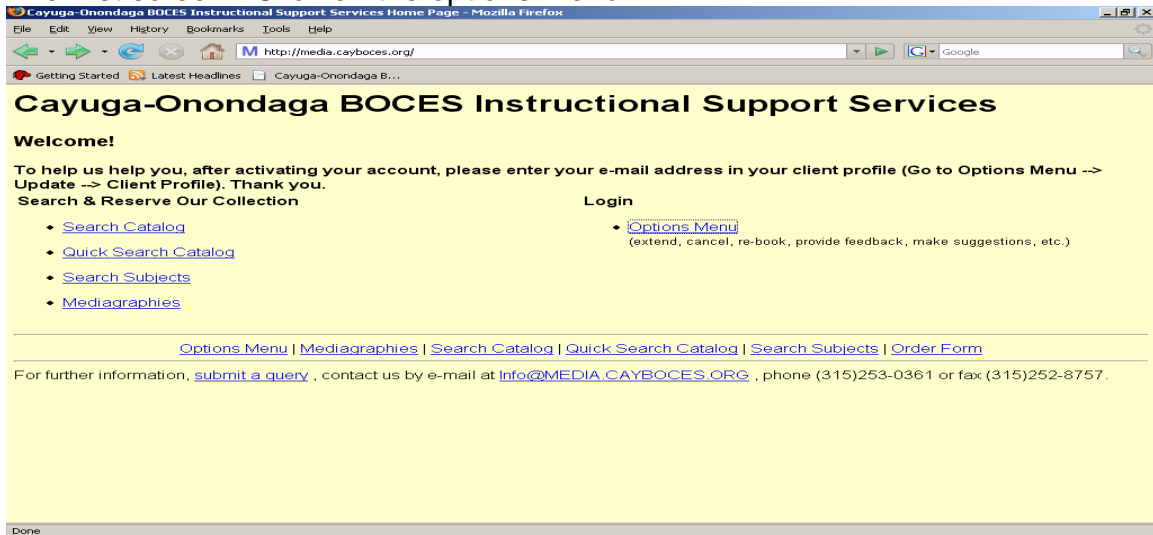 Cayuga-Onondaga BOCES Instructional Support Services Home Page - Mozilla Firefox
File Edit View History Bookmarks Tools Help
M http://media.cayboces.org/ G Google
Getting Started Latest Headlines Cayuga-Onondaga B...
Cayuga-Onondaga BOCES Instructional Support Services
Welcome!
To help us help you, after activating your account, please enter your e-mail address in your client profile (Go to Options Menu -->
Update --> Client Profile). Thank you.
Search & Reserve Our Collection
• Search Catalog
• Quick Search Catalog
• Search Subjects
• Mediagraphies
Login
• Options Menu
(extend, cancel, re-book, provide feedback, make suggestions, etc.)
Options Menu | Mediagraphies | Search Catalog | Quick Search Catalog | Search Subjects | Order Form
For further information, submit a query , contact us by e-mail at Info@MEDIA.CAYBOCES.ORG , phone (315)253-0361 or fax (315)252-8757.
Done